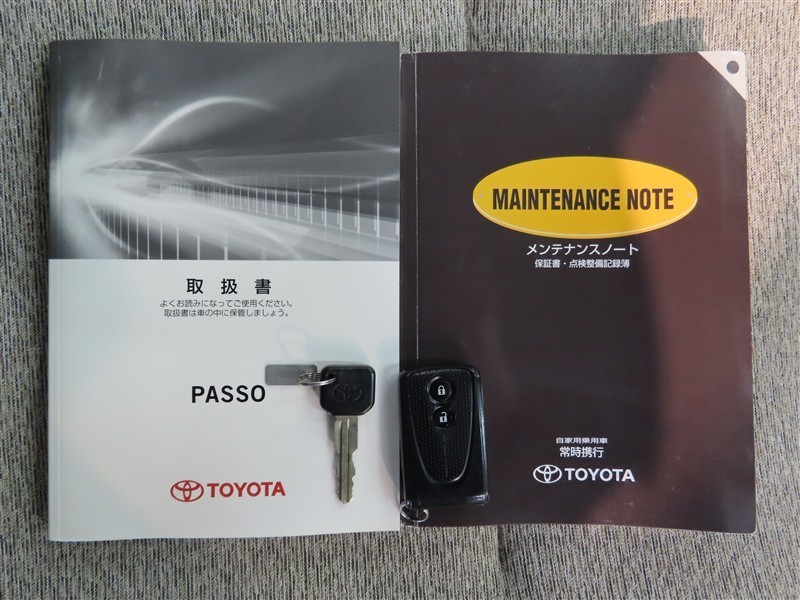 取扱書
よくお読みになってご使用ください。
取扱書は車の中に保管しましょう。
PASSO
TOYOTA
MAINTENANCE NOTE
メンテナンスノート
保証書・点検整備記録簿
自家用乗用車
常時携行
TOYOTA